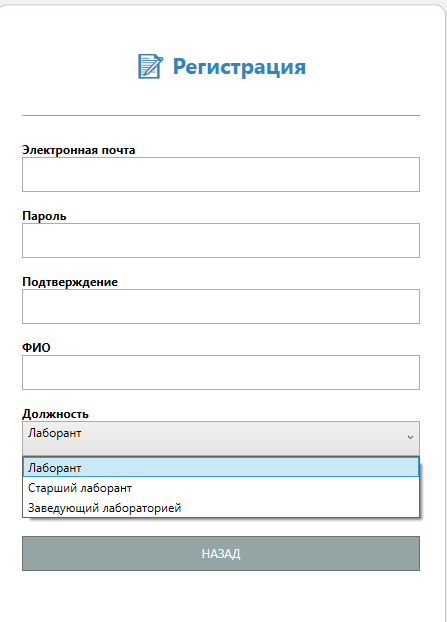 Регистрация
Электронная почта
Пароль
Подтверждение
ФИО
Должность
Лаборант
Лаборант
Старший лаборант
Заведующий лабораторией
НАЗАД